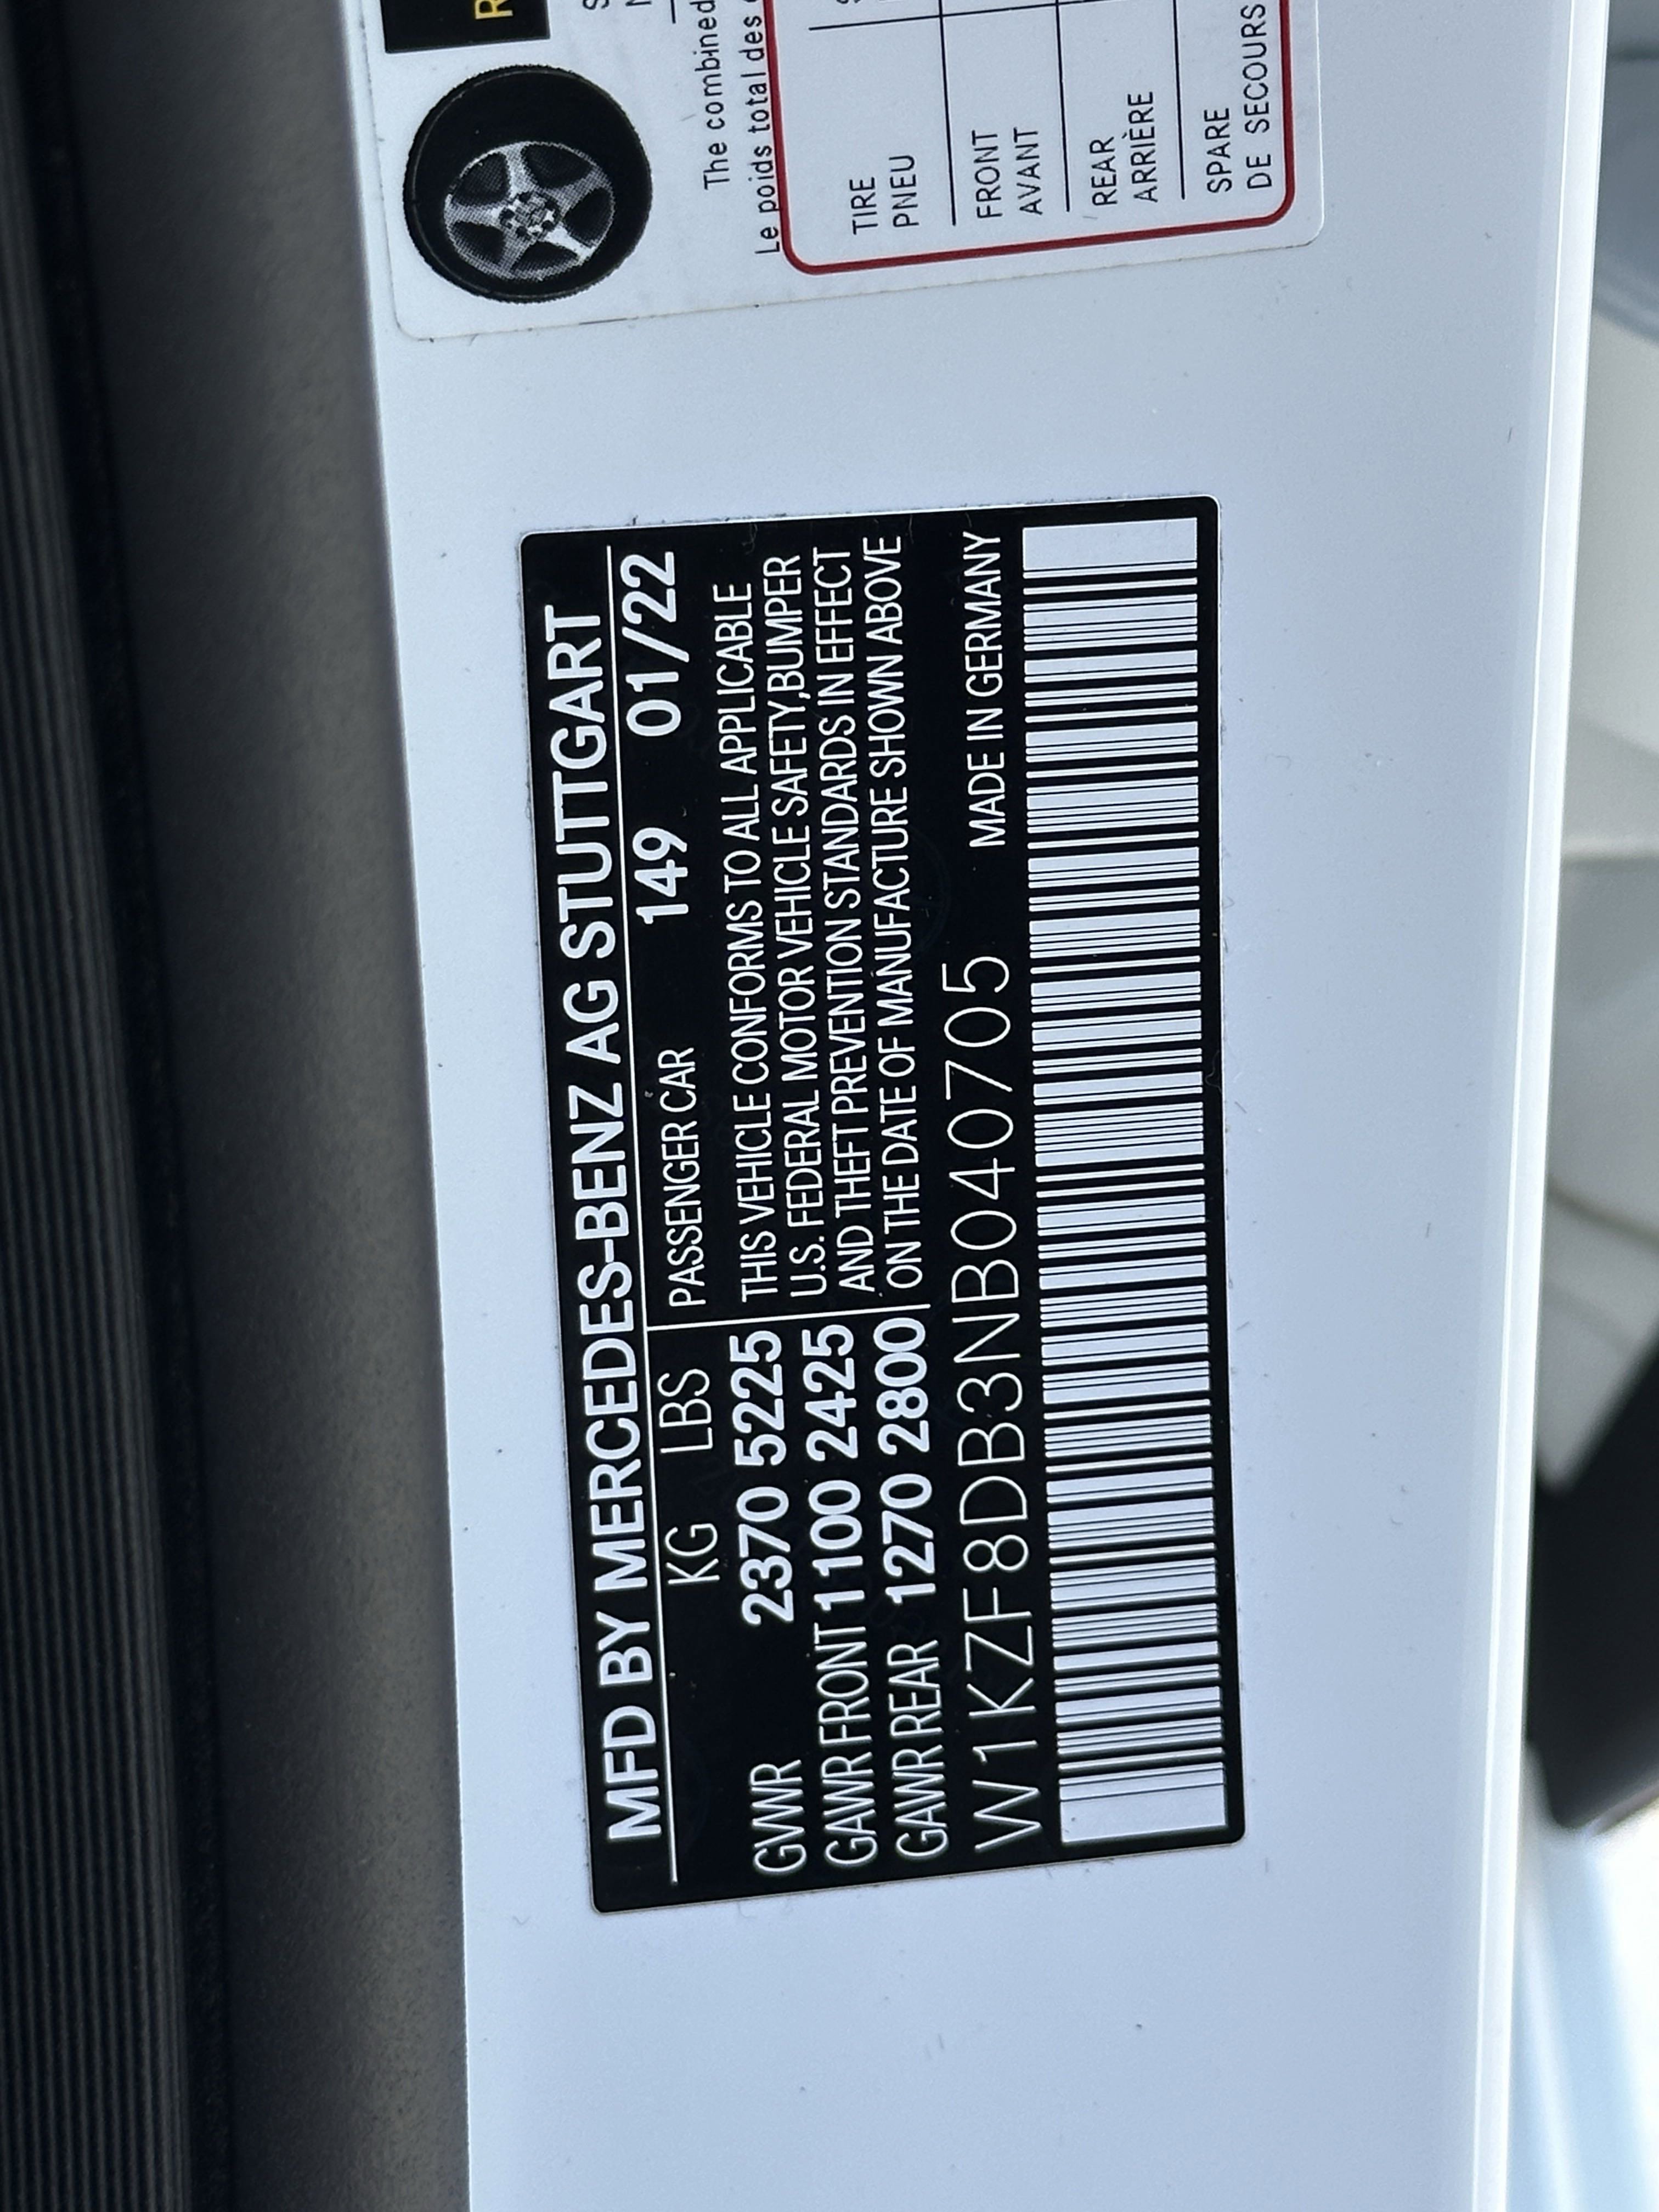 MFD BY MERCEDES-BENZ AG STUTTGART
KG LBS PASSENGER CAR 149 01/22
GVWR 2370 5225 THIS VEHICLE CONFORMS TO ALL APPLICABLE
U.S. FEDERAL MOTOR VEHICLE SAFETY,BUMPER
GAWR FRONT 1100 2425 AND THEFT PREVENTION STANDARDS IN EFFECT
GAWR REAR 1270 2800 ON THE DATE OF MANUFACTURE SHOWN ABOVE
W1KZF8DB3NB040705 MADE IN GERMANY
The combined
Le poids total des
TIRE
PNEU
FRONT
AVANT
REAR
ARRIÈRE
SPARE
DE SECOURS